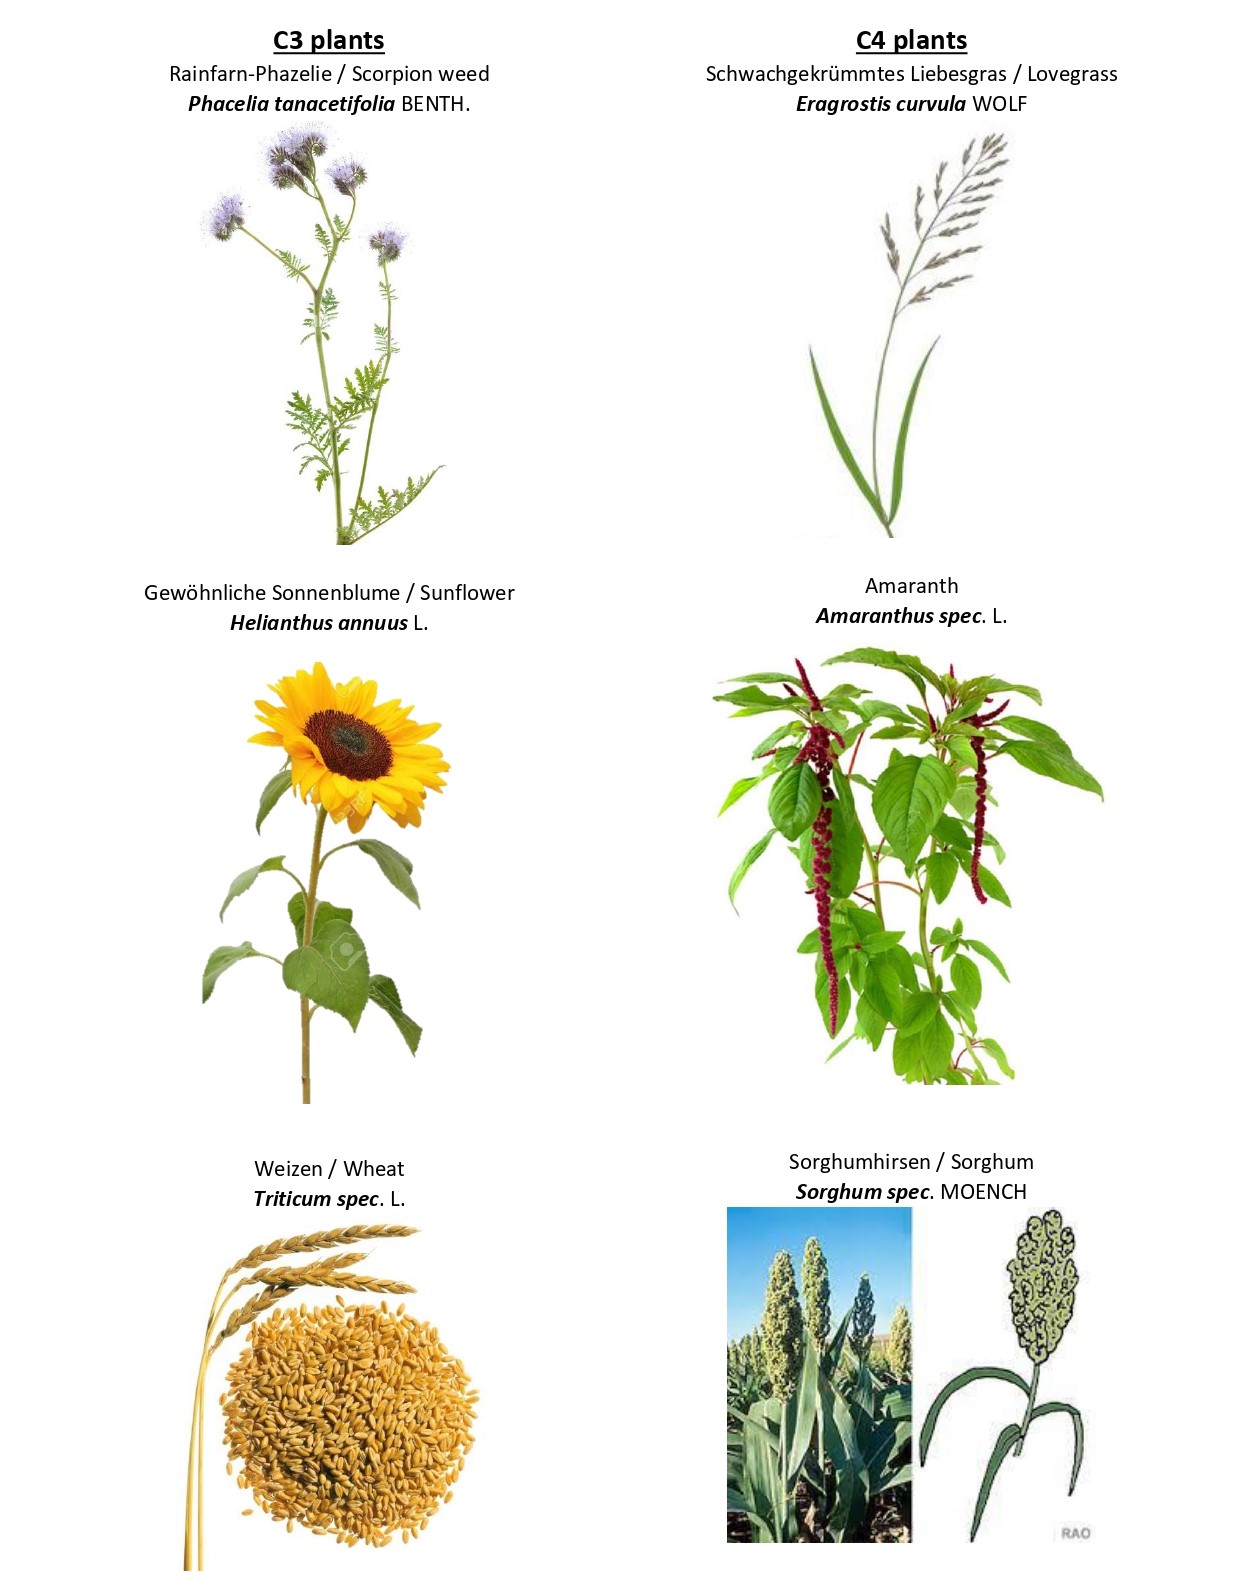 C3 plants
Rainfarn-Phazelie / Scorpion weed
Phacelia tanacetifolia BENTH.
Gewöhnliche Sonnenblume / Sunflower
Helianthus annuus L.
Weizen / Wheat
Triticum spec. L.
C4 plants
Schwachgekrümmtes Liebesgras / Lovegrass
Eragrostis curvula WOLF
Amaranth
Amaranthus spec. L.
Sorghumhirsen / Sorghum
Sorghum spec. MOENCH
RAO